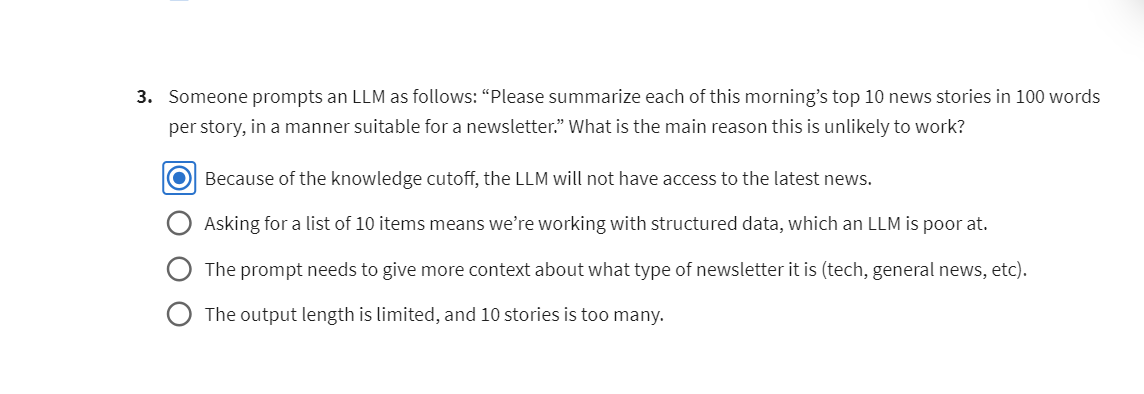 3. Someone prompts an LLM as follows: “Please summarize each of this morning’s top 10 news stories in 100 words
per story, in a manner suitable for a newsletter.” What is the main reason this is unlikely to work?
Because of the knowledge cutoff, the LLM will not have access to the latest news.
Asking for a list of 10 items means we’re working with structured data, which an LLM is poor at.
The prompt needs to give more context about what type of newsletter it is (tech, general news, etc).
The output length is limited, and 10 stories is too many.